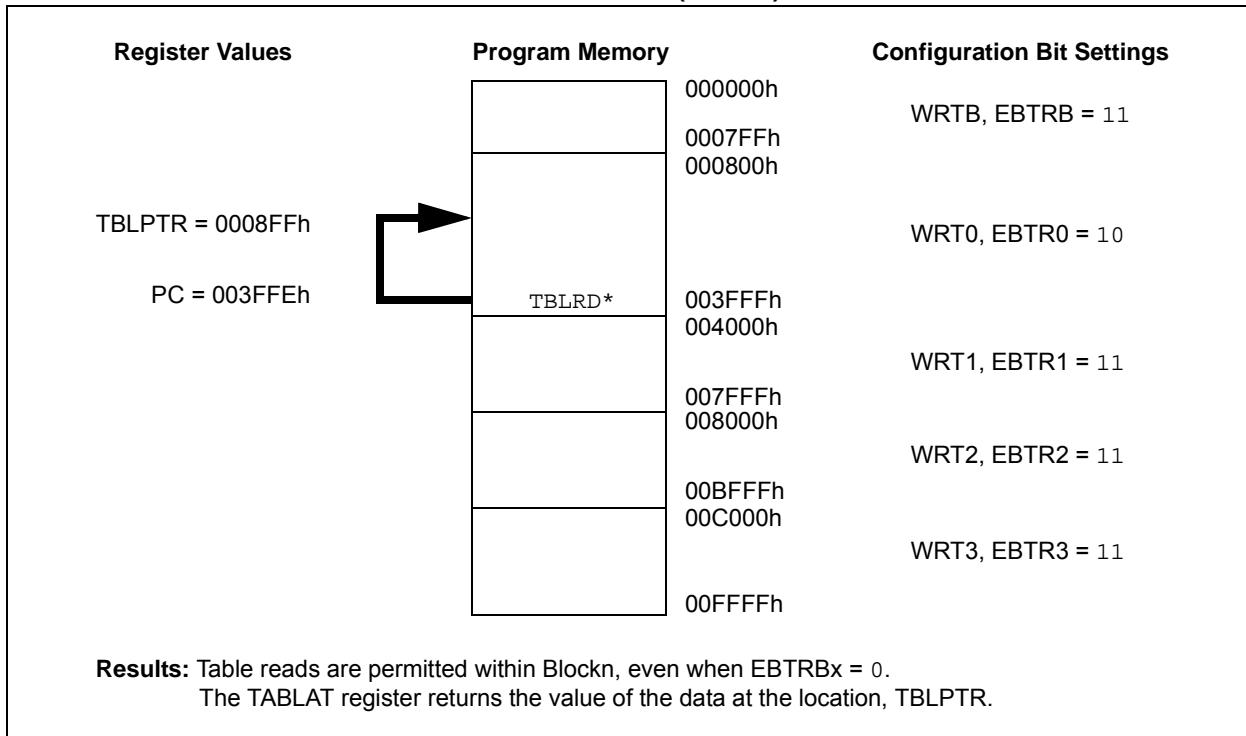 Register Values Program Memory Configuration Bit Settings
000000h
WRTB, EBTRB = 11
0007FFh
000800h
TBLPTR = 0008FFh
WRT0, EBTR0 = 10
PC = 003FFEh
TBLRD*
003FFFh
004000h
WRT1, EBTR1 = 11
007FFFh
008000h
WRT2, EBTR2 = 11
00BFFFh
00C000h
WRT3, EBTR3 = 11
00FFFFh
Results: Table reads are permitted within Blockn, even when EBTRBx = 0.
The TABLAT register returns the value of the data at the location, TBLPTR.